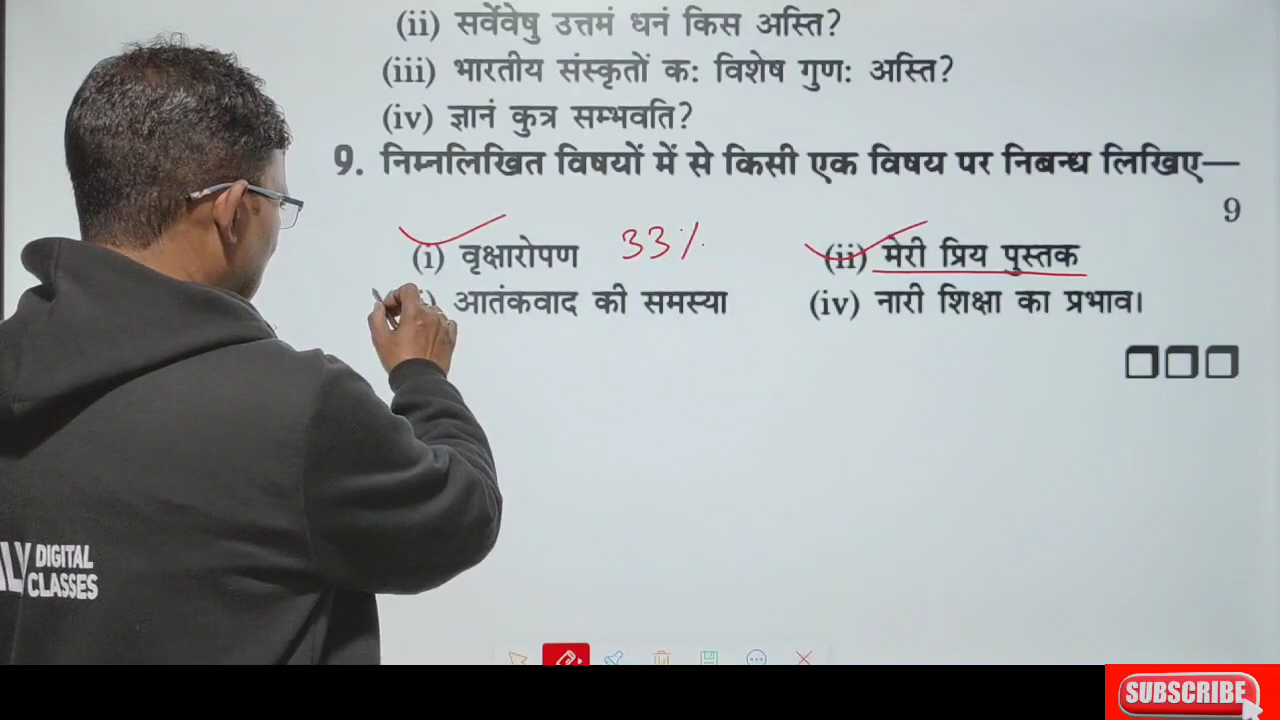 (ii) सर्वेवेषु उत्तमं धनं किस अस्ति?
(iii) भारतीय संस्कृतों कः विशेष गुणः अस्ति?
(iv) ज्ञानं कुत्र सम्भवति?
9. निम्नलिखित विषयों में से किसी एक विषय पर निबन्ध लिखिए—
9
(i) वृक्षारोपण 33% (ii) मेरी प्रिय पुस्तक
आतंकवाद की समस्या (iv) नारी शिक्षा का प्रभाव।
DIGITAL
CLASSES
SUBSCRIBE